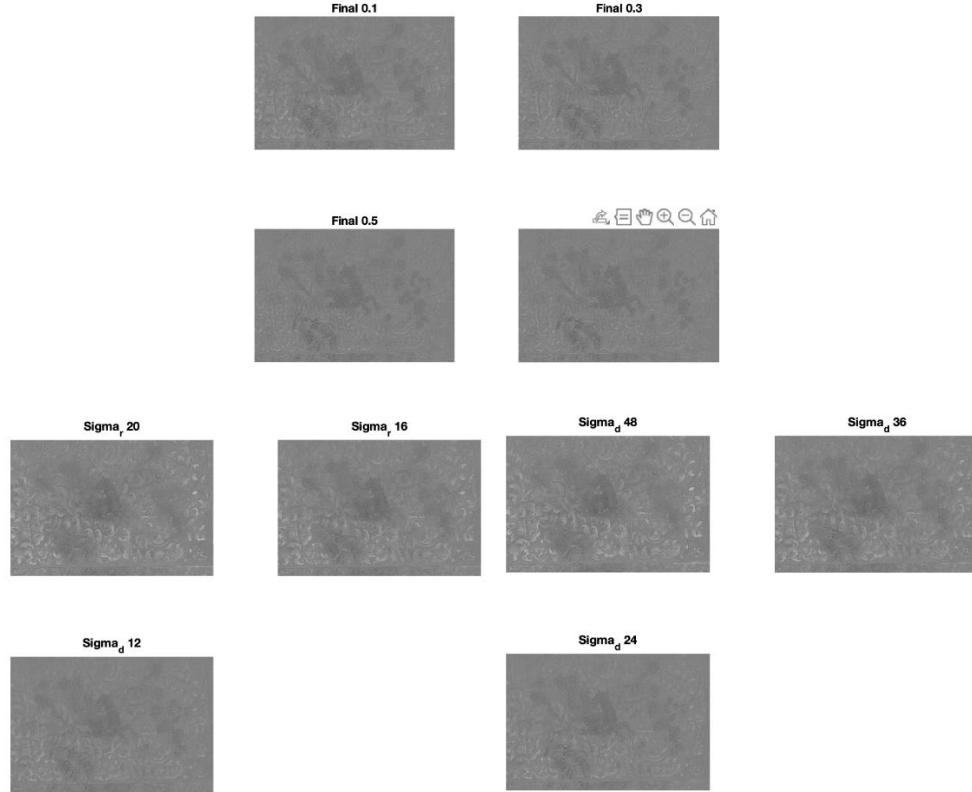 Final 0.1
Final 0.3
Final 0.5
Sigma_r 20
Sigma_r 16
Sigma_d 48
Sigma_d 36
Sigma_d 12
Sigma_d 24